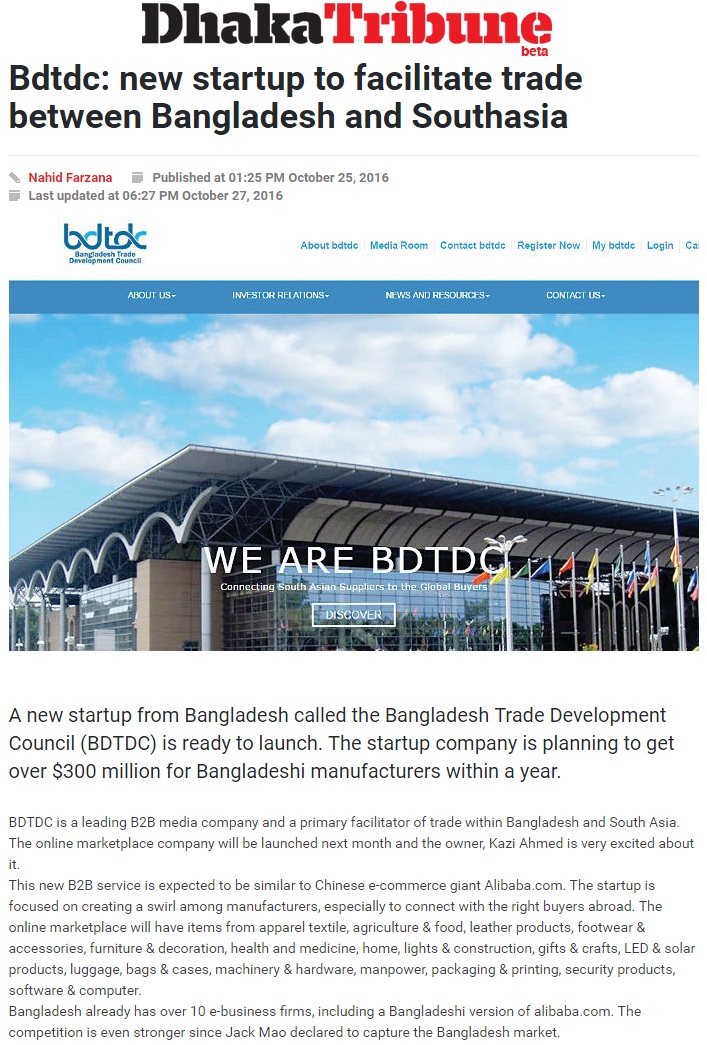 DhakaTribune
beta
Bdtdc: new startup to facilitate trade
between Bangladesh and Southasia
Nahid Farzana Published at 01:25 PM October 25, 2016
Last updated at 06:27 PM October 27, 2016
bdtdc
Bangladesh Trade
Development Council
About bdtdc Media Room Contact bdtdc Register Now My bdtdc Login Ca
ABOUT US INVESTOR RELATIONS NEWS AND RESOURCES CONTACT US
WE ARE BDTDC
Connecting South Asian Suppliers to the Global Buyers
DISCOVER
A new startup from Bangladesh called the Bangladesh Trade Development
Council (BDTDC) is ready to launch. The startup company is planning to get
over $300 million for Bangladeshi manufacturers within a year.
BDTDC is a leading B2B media company and a primary facilitator of trade within Bangladesh and South Asia.
The online marketplace company will be launched next month and the owner, Kazi Ahmed is very excited about
it.
This new B2B service is expected to be similar to Chinese e-commerce giant Alibaba.com. The startup is
focused on creating a swirl among manufacturers, especially to connect with the right buyers abroad. The
online marketplace will have items from apparel textile, agriculture & food, leather products, footwear &
accessories, furniture & decoration, health and medicine, home, lights & construction, gifts & crafts, LED & solar
products, luggage, bags & cases, machinery & hardware, manpower, packaging & printing, security products,
software & computer.
Bangladesh already has over 10 e-business firms, including a Bangladeshi version of alibaba.com. The
competition is even stronger since Jack Mao declared to capture the Bangladesh market.